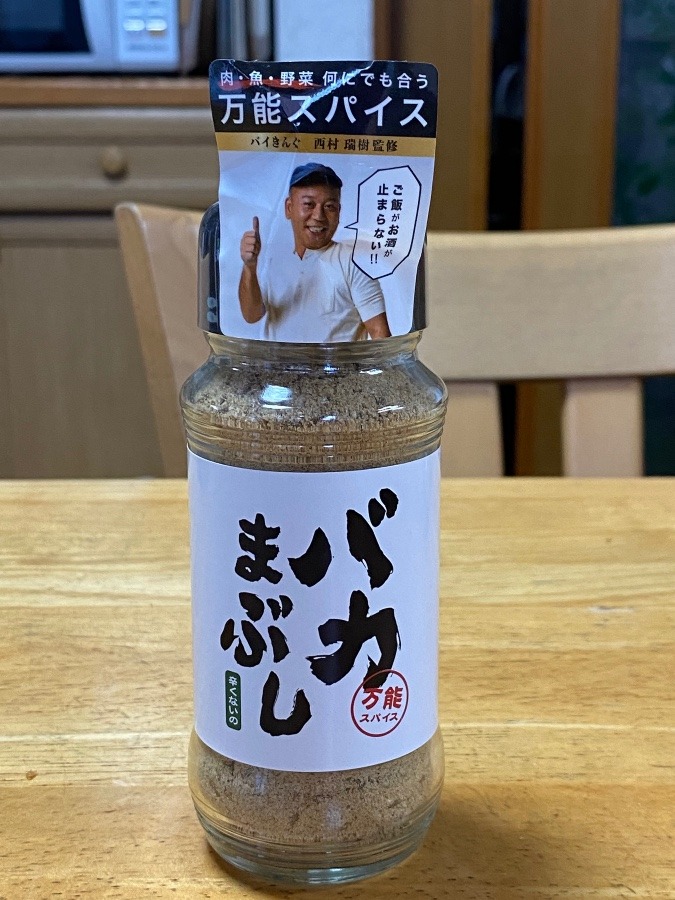 肉・魚・野菜 何にでも合う
万能スパイス
バイきんぐ 西村 瑞樹 監修
ご飯がお酒が
止まらない!!
バカ
まぶし
辛くないの
万能
スパイス